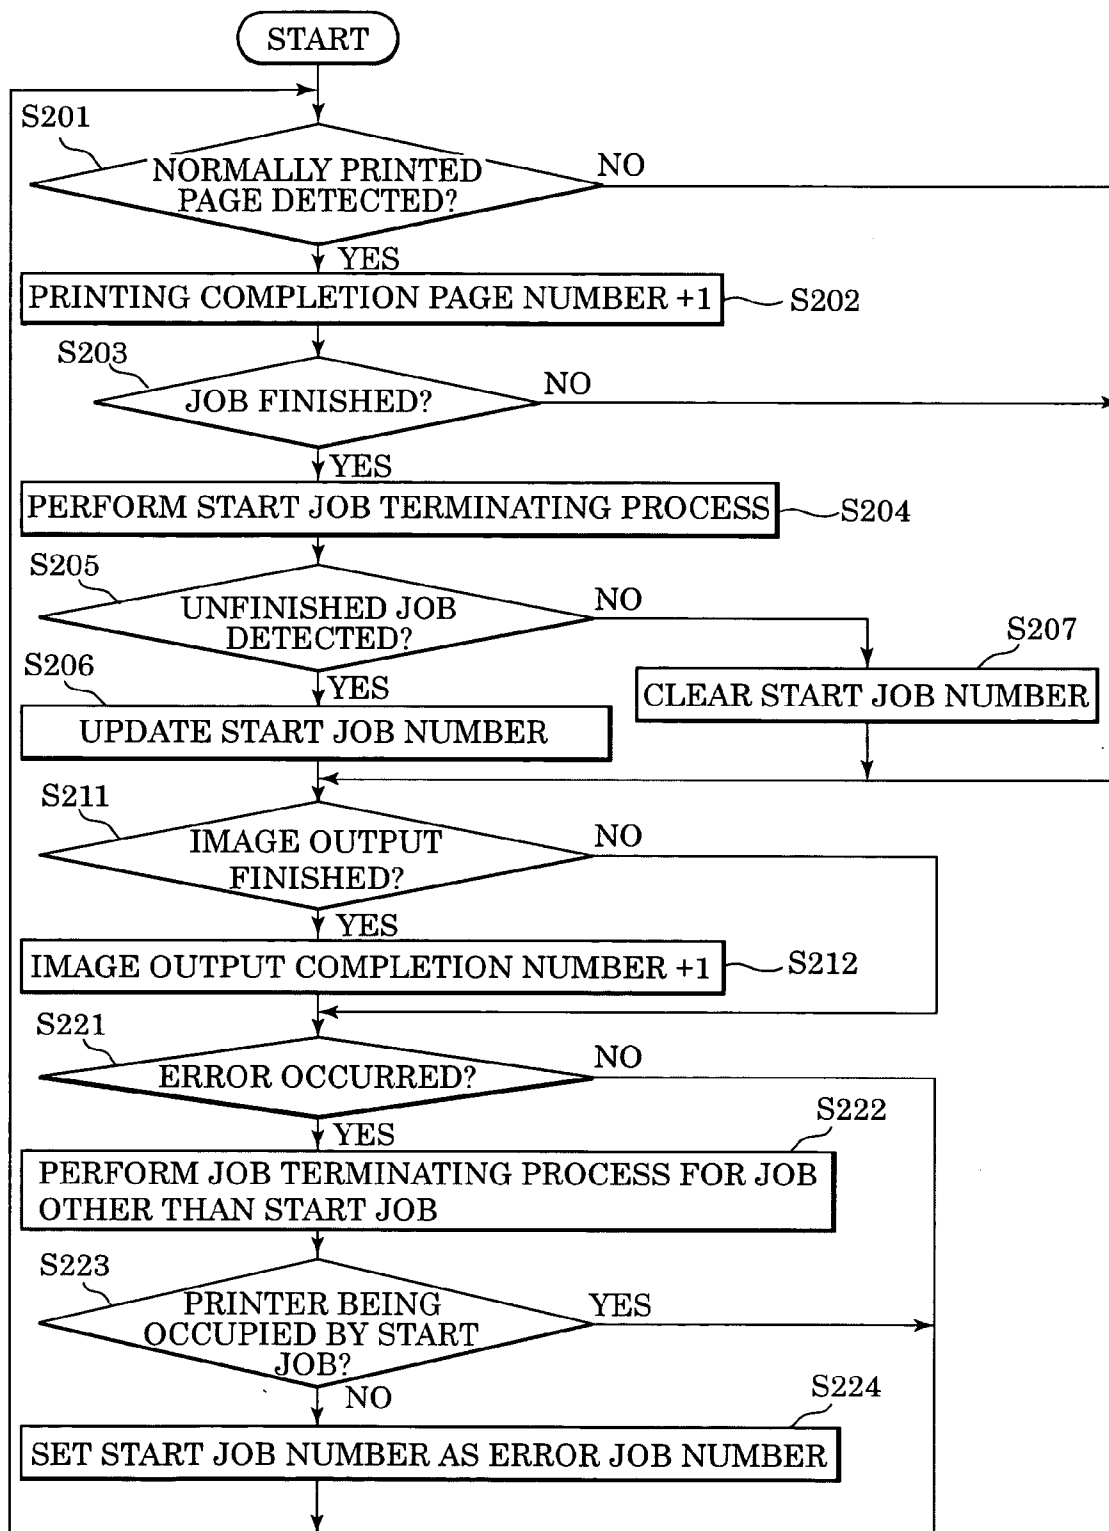 START
S201
NORMALLY PRINTED
PAGE DETECTED?
NO
YES
PRINTING COMPLETION PAGE NUMBER +1
S202
S203
JOB FINISHED?
NO
YES
PERFORM START JOB TERMINATING PROCESS
S204
S205
UNFINISHED JOB
DETECTED?
NO
S207
CLEAR START JOB NUMBER
S206
YES
UPDATE START JOB NUMBER
S211
IMAGE OUTPUT
FINISHED?
NO
YES
IMAGE OUTPUT COMPLETION NUMBER +1
S212
S221
ERROR OCCURRED?
NO
YES
S222
PERFORM JOB TERMINATING PROCESS FOR JOB
OTHER THAN START JOB
S223
PRINTER BEING
OCCUPIED BY START
JOB?
YES
NO
S224
SET START JOB NUMBER AS ERROR JOB NUMBER